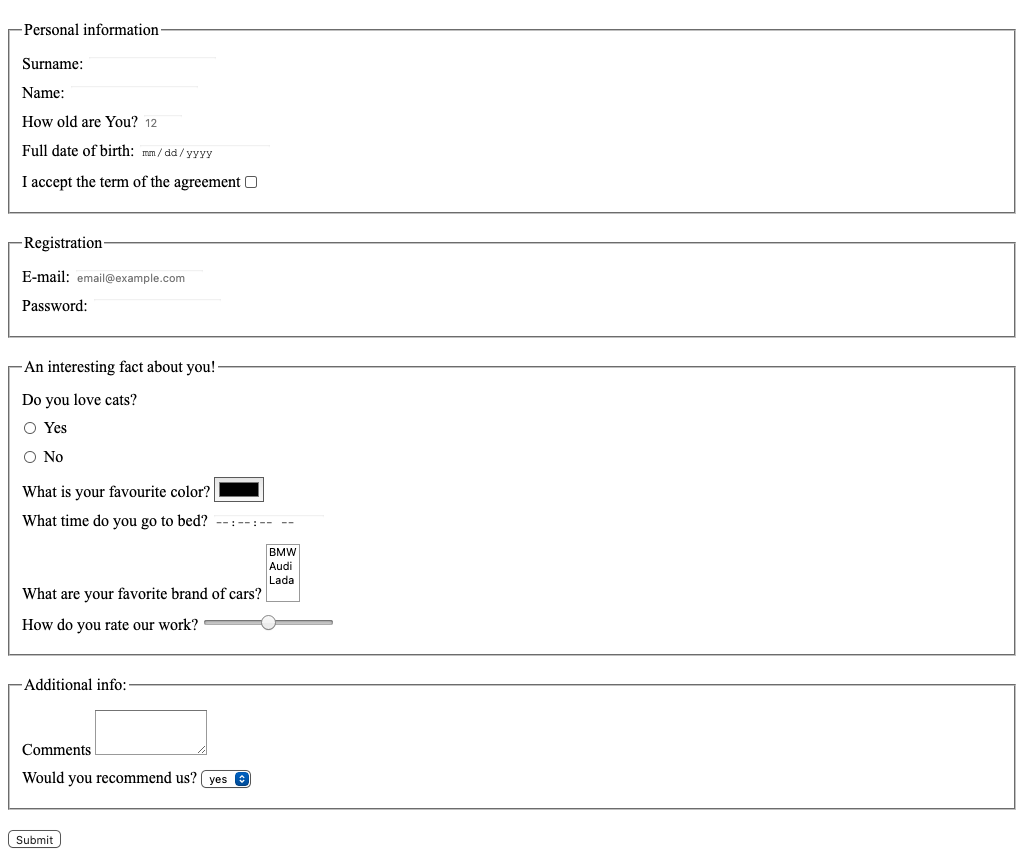 Personal information
Surname:
Name:
How old are You? 12
Full date of birth: mm/dd/yyyy
I accept the term of the agreement
Registration
E-mail: email@example.com
Password:
An interesting fact about you!
Do you love cats?
Yes
No
What is your favourite color?
What time do you go to bed? --:--:-- --
BMW
Audi
Lada
What are your favorite brand of cars?
How do you rate our work?
Additional info:
Comments
Would you recommend us? yes
Submit